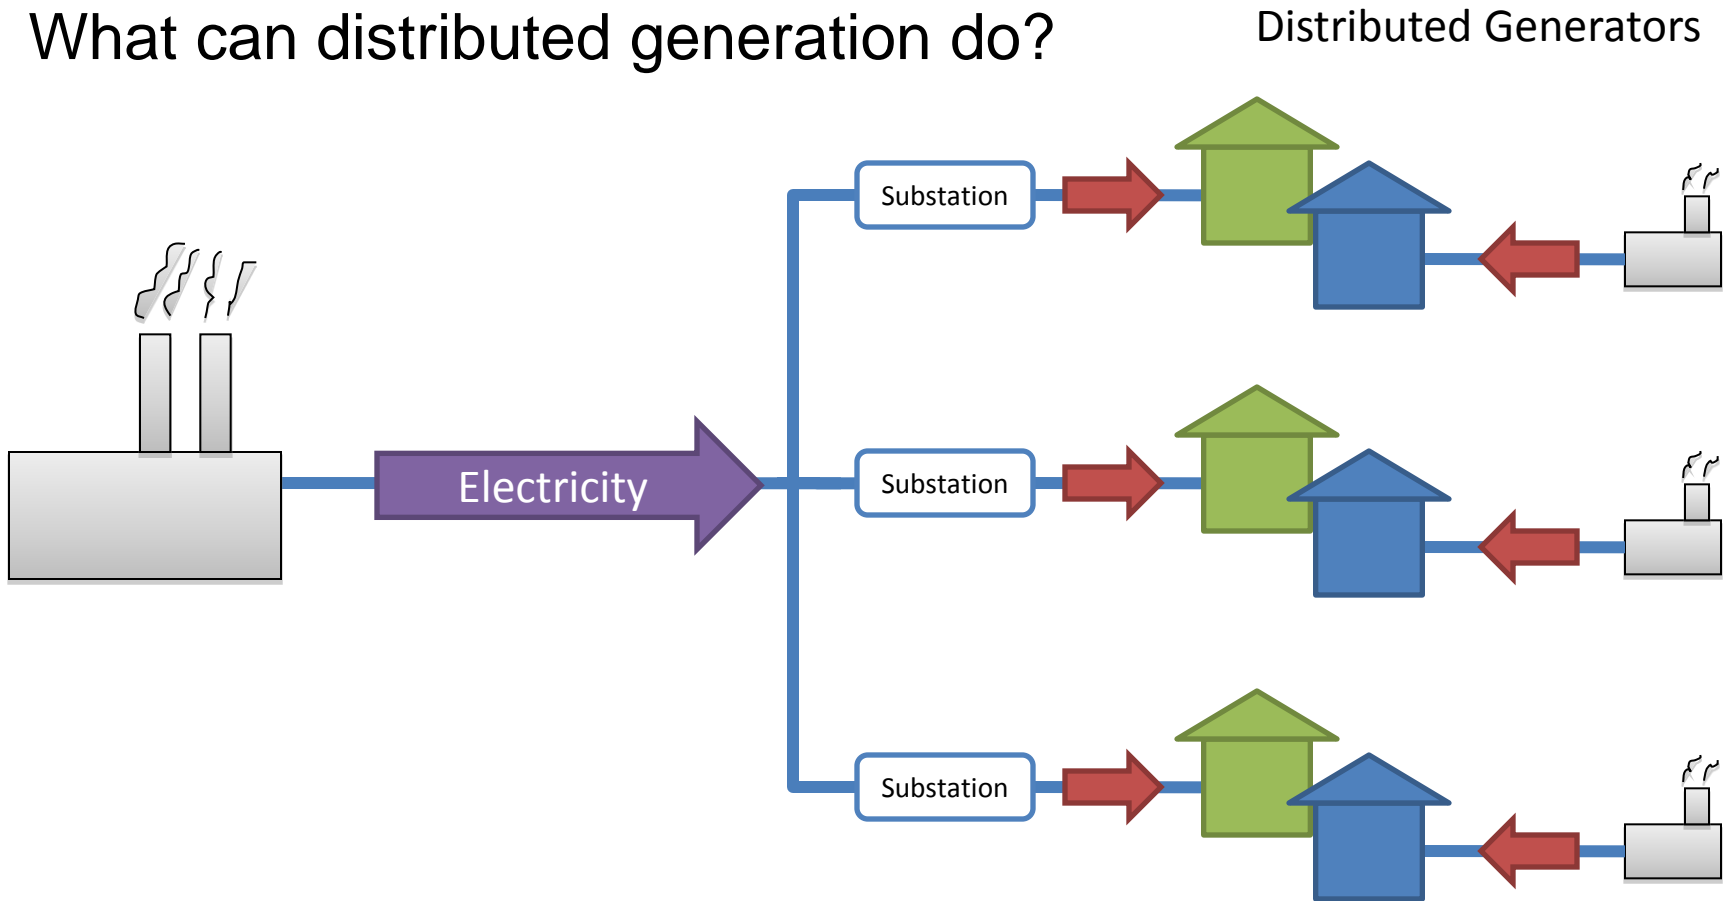 What can distributed generation do?
Distributed Generators
Substation
Electricity
Substation
Substation